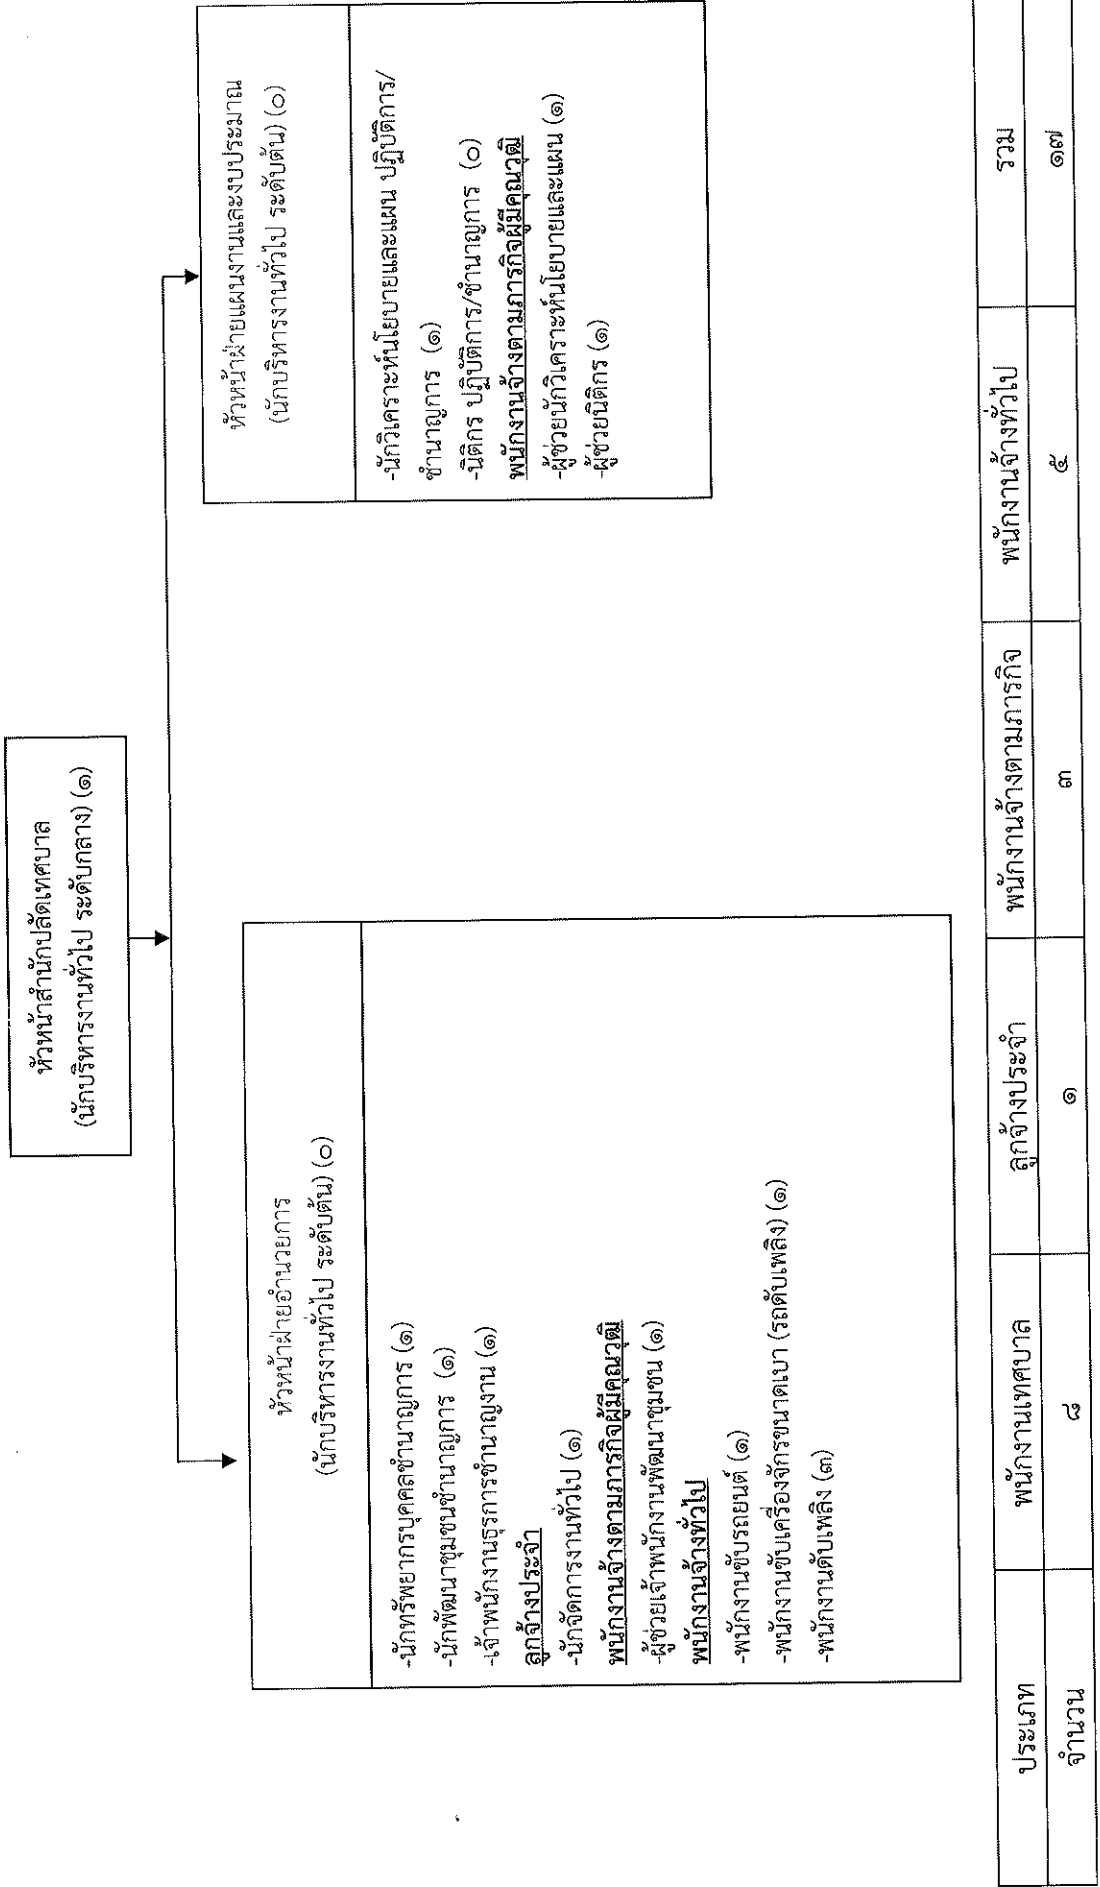 หัวหน้าสำนักปลัดเทศบาล
(นักบริหารงานทั่วไป ระดับกลาง) (๑)
หัวหน้าฝ่ายอำนวยการ
(นักบริหารงานทั่วไป ระดับต้น) (๐)
-นักทรัพยากรบุคคลชำนาญการ (๑)
-นักพัฒนาชุมชนชำนาญการ (๑)
-เจ้าพนักงานธุรการชำนาญงาน (๑)
ลูกจ้างประจำ
-นักจัดการงานทั่วไป (๑)
พนักงานจ้างตามภารกิจผู้มีคุณวุฒิ
-ผู้ช่วยเจ้าพนักงานพัฒนาชุมชน (๑)
พนักงานจ้างทั่วไป
-พนักงานขับรถยนต์ (๑)
-พนักงานขับเครื่องจักรขนาดเบา (รถดับเพลิง) (๑)
-พนักงานดับเพลิง (๓)
หัวหน้าฝ่ายแผนงานและงบประมาณ
(นักบริหารงานทั่วไป ระดับต้น) (๐)
-นักวิเคราะห์นโยบายและแผน ปฏิบัติการ/
ชำนาญการ (๑)
-นิติกร ปฏิบัติการ/ชำนาญการ (๐)
พนักงานจ้างตามภารกิจผู้มีคุณวุฒิ
-ผู้ช่วยนักวิเคราะห์นโยบายและแผน (๑)
-ผู้ช่วยนิติกร (๑)
ประเภท พนักงานเทศบาล ลูกจ้างประจำ พนักงานจ้างตามภารกิจ พนักงานจ้างทั่วไป รวม
จำนวน ๘ ๑ ๓ ๕ ๑๗